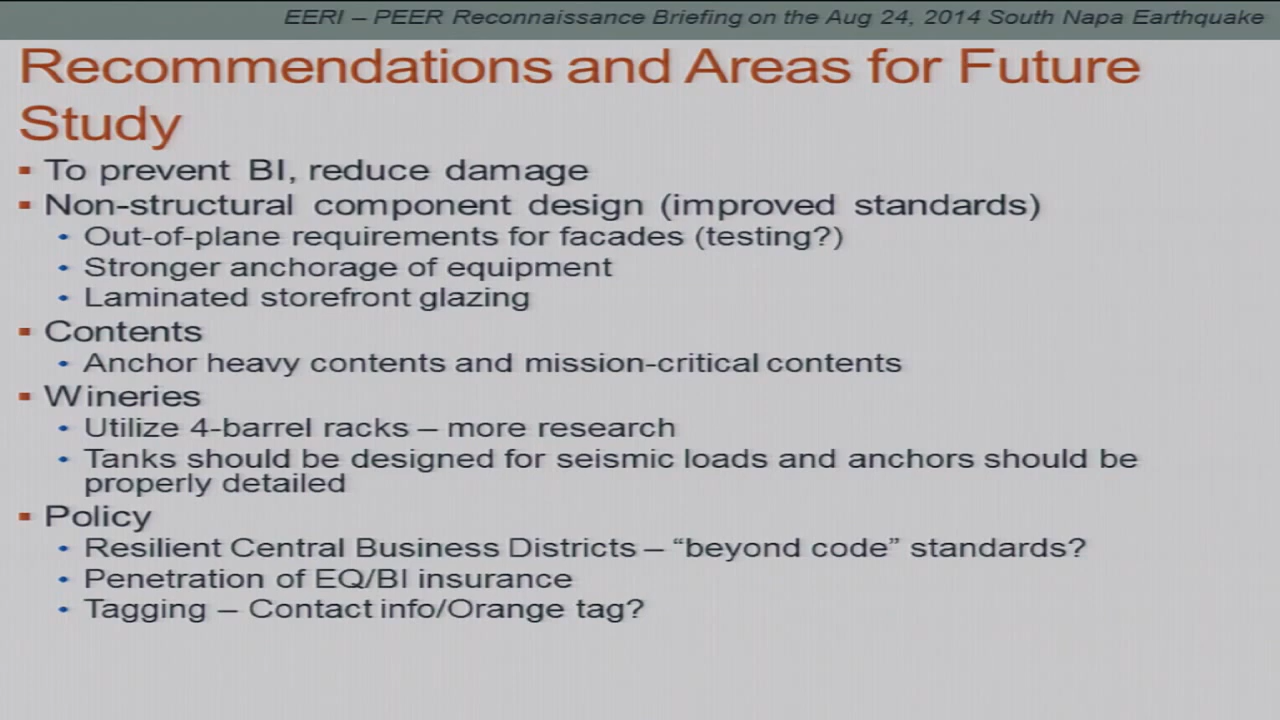 EERI – PEER Reconnaissance Briefing on the Aug 24, 2014 South Napa Earthquake
Recommendations and Areas for Future
Study
▪ To prevent BI, reduce damage
▪ Non-structural component design (improved standards)
• Out-of-plane requirements for facades (testing?)
• Stronger anchorage of equipment
• Laminated storefront glazing
▪ Contents
• Anchor heavy contents and mission-critical contents
▪ Wineries
• Utilize 4-barrel racks – more research
• Tanks should be designed for seismic loads and anchors should be
properly detailed
▪ Policy
• Resilient Central Business Districts – “beyond code” standards?
• Penetration of EQ/BI insurance
• Tagging – Contact info/Orange tag?